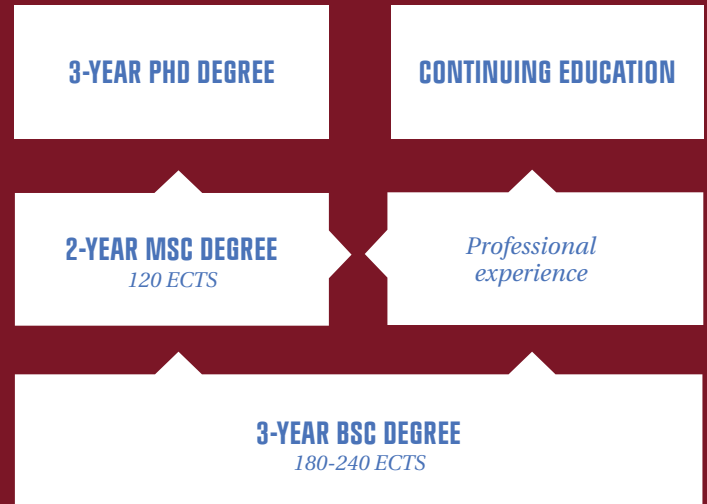 3-YEAR PHD DEGREE
CONTINUING EDUCATION
2-YEAR MSC DEGREE
120 ECTS
Professional
experience
3-YEAR BSC DEGREE
180-240 ECTS